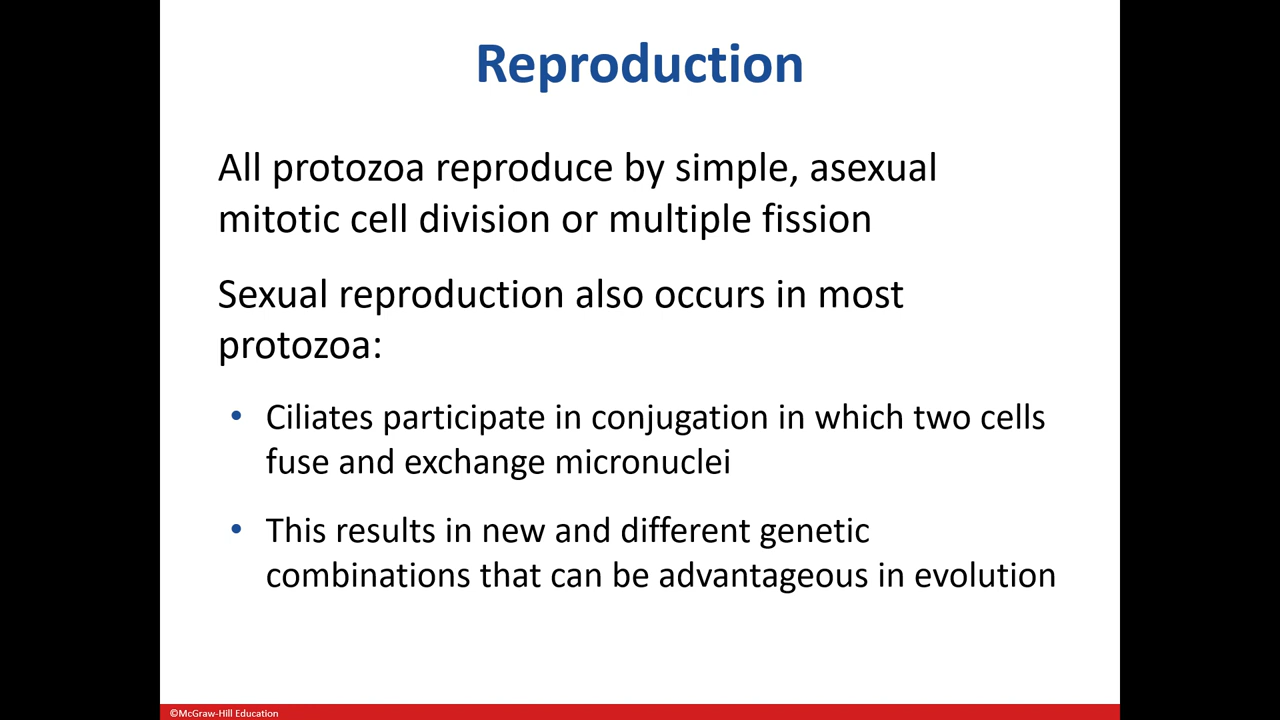 Reproduction
All protozoa reproduce by simple, asexual
mitotic cell division or multiple fission
Sexual reproduction also occurs in most
protozoa:
• Ciliates participate in conjugation in which two cells
fuse and exchange micronuclei
• This results in new and different genetic
combinations that can be advantageous in evolution
©McGraw-Hill Education